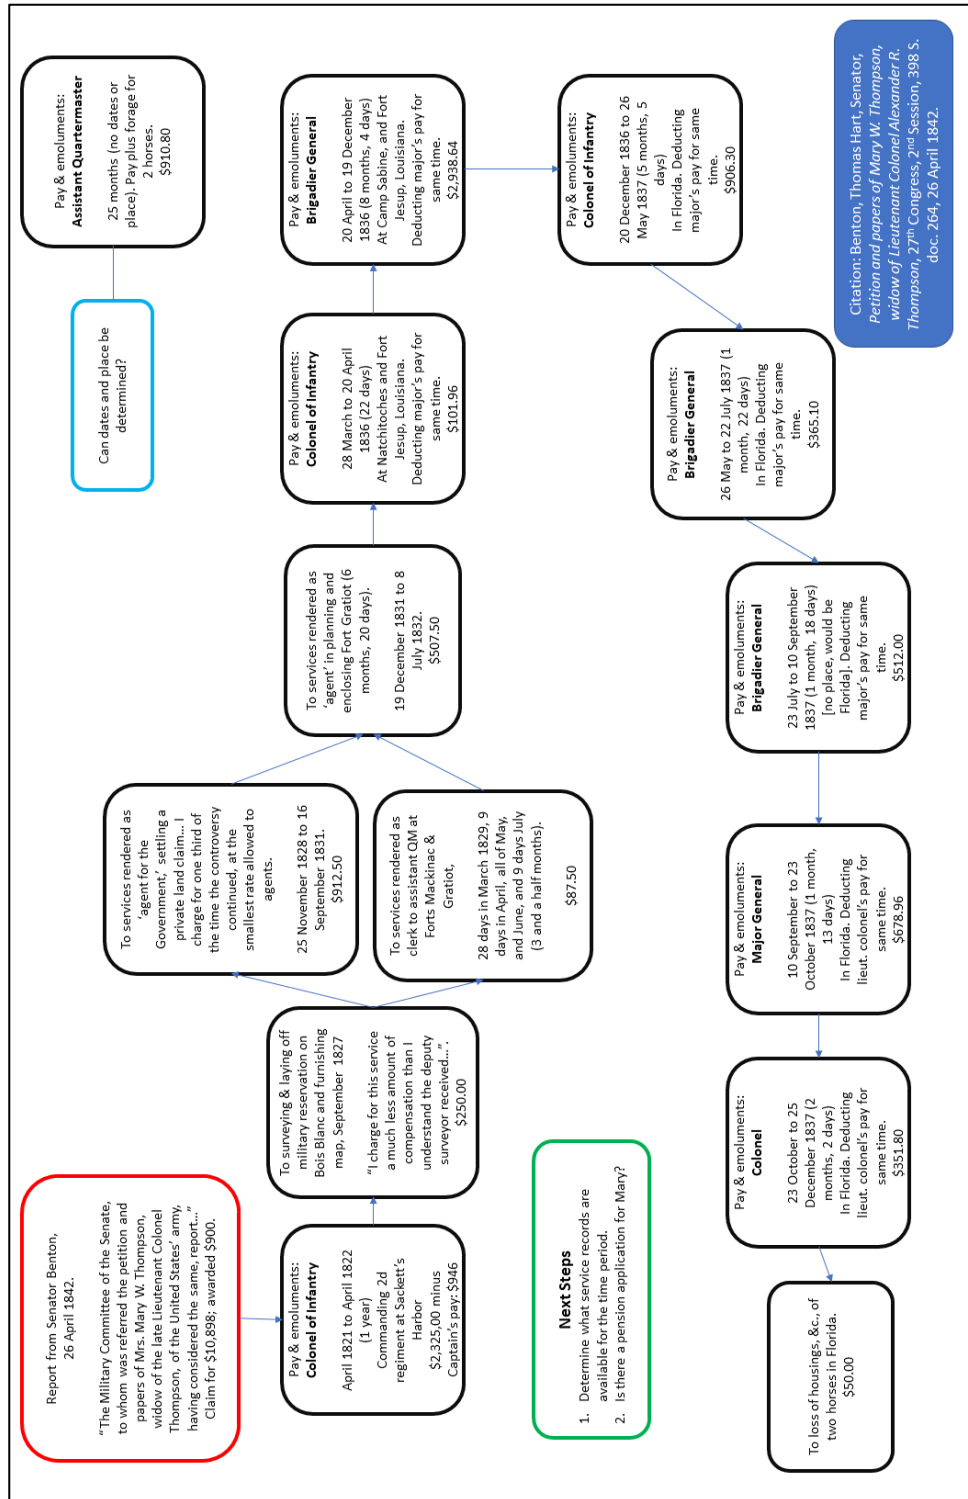 Report from Senator Benton,
26 April 1842.
“The Military Committee of the Senate,
to whom was referred the petition and
papers of Mrs. Mary W. Thompson,
widow of the late Lieutenant Colonel
Thompson, of the United States’ army,
having considered the same, report...”
Claim for $10,898; awarded $900.
Pay & emoluments:
Colonel of Infantry
April 1821 to April 1822
(1 year)
Commanding 2d
regiment at Sackett’s
Harbor
$2,325,00 minus
Captain’s pay: $946
To surveying & laying off
military reservation on
Bois Blanc and furnishing
map, September 1827
“I charge for this service
a much less amount of
compensation than I
understand the deputy
surveyor received...”.
$250.00
To services rendered as
‘agent for the
Government,’ settling a
private land claim... I
charge for one third of
the time the controversy
continued, at the
smallest rate allowed to
agents.
25 November 1828 to 16
September 1831.
$912.50
To services rendered as
clerk to assistant QM at
Forts Mackinac &
Gratiot,
28 days in March 1829, 9
days in April, all of May,
and June, and 9 days July
(3 and a half months).
$87.50
To services rendered as
‘agent’ in planning and
enclosing Fort Gratiot (6
months, 20 days).
19 December 1831 to 8
July 1832.
$507.50
Pay & emoluments:
Colonel of Infantry
28 March to 20 April
1836 (22 days)
At Natchitoches and Fort
Jesup, Louisiana.
Deducting major’s pay for
same time.
$101.96
Pay & emoluments:
Brigadier General
20 April to 19 December
1836 (8 months, 4 days)
At Camp Sabine, and Fort
Jesup, Louisiana.
Deducting major’s pay for
same time.
$2,938.64
Can dates and place be
determined?
Pay & emoluments:
Assistant Quartermaster
25 months (no dates or
place). Pay plus forage for
2 horses.
$910.80
Pay & emoluments:
Colonel of Infantry
20 December 1836 to 26
May 1837 (5 months, 5
days)
In Florida. Deducting
major’s pay for same
time.
$906.30
Pay & emoluments:
Brigadier General
26 May to 22 July 1837 (1
month, 22 days)
In Florida. Deducting
major’s pay for same
time.
$365.10
Pay & emoluments:
Brigadier General
23 July to 10 September
1837 (1 month, 18 days)
[no place, would be
Florida]. Deducting
major’s pay for same
time.
$512.00
Pay & emoluments:
Major General
10 September to 23
October 1837 (1 month,
13 days)
In Florida. Deducting
lieut. colonel’s pay for
same time.
$678.96
Pay & emoluments:
Colonel
23 October to 25
December 1837 (2
months, 2 days)
In Florida. Deducting
lieut. colonel’s pay for
same time.
$351.80
To loss of housings, &c., of
two horses in Florida.
$50.00
Next Steps
1. Determine what service records are
available for the time period.
2. Is there a pension application for Mary?
Citation: Benton, Thomas Hart, Senator,
Petition and papers of Mary W. Thompson,
widow of Lieutenant Colonel Alexander R.
Thompson, 27th Congress, 2nd Session, 398 S.
doc. 264, 26 April 1842.